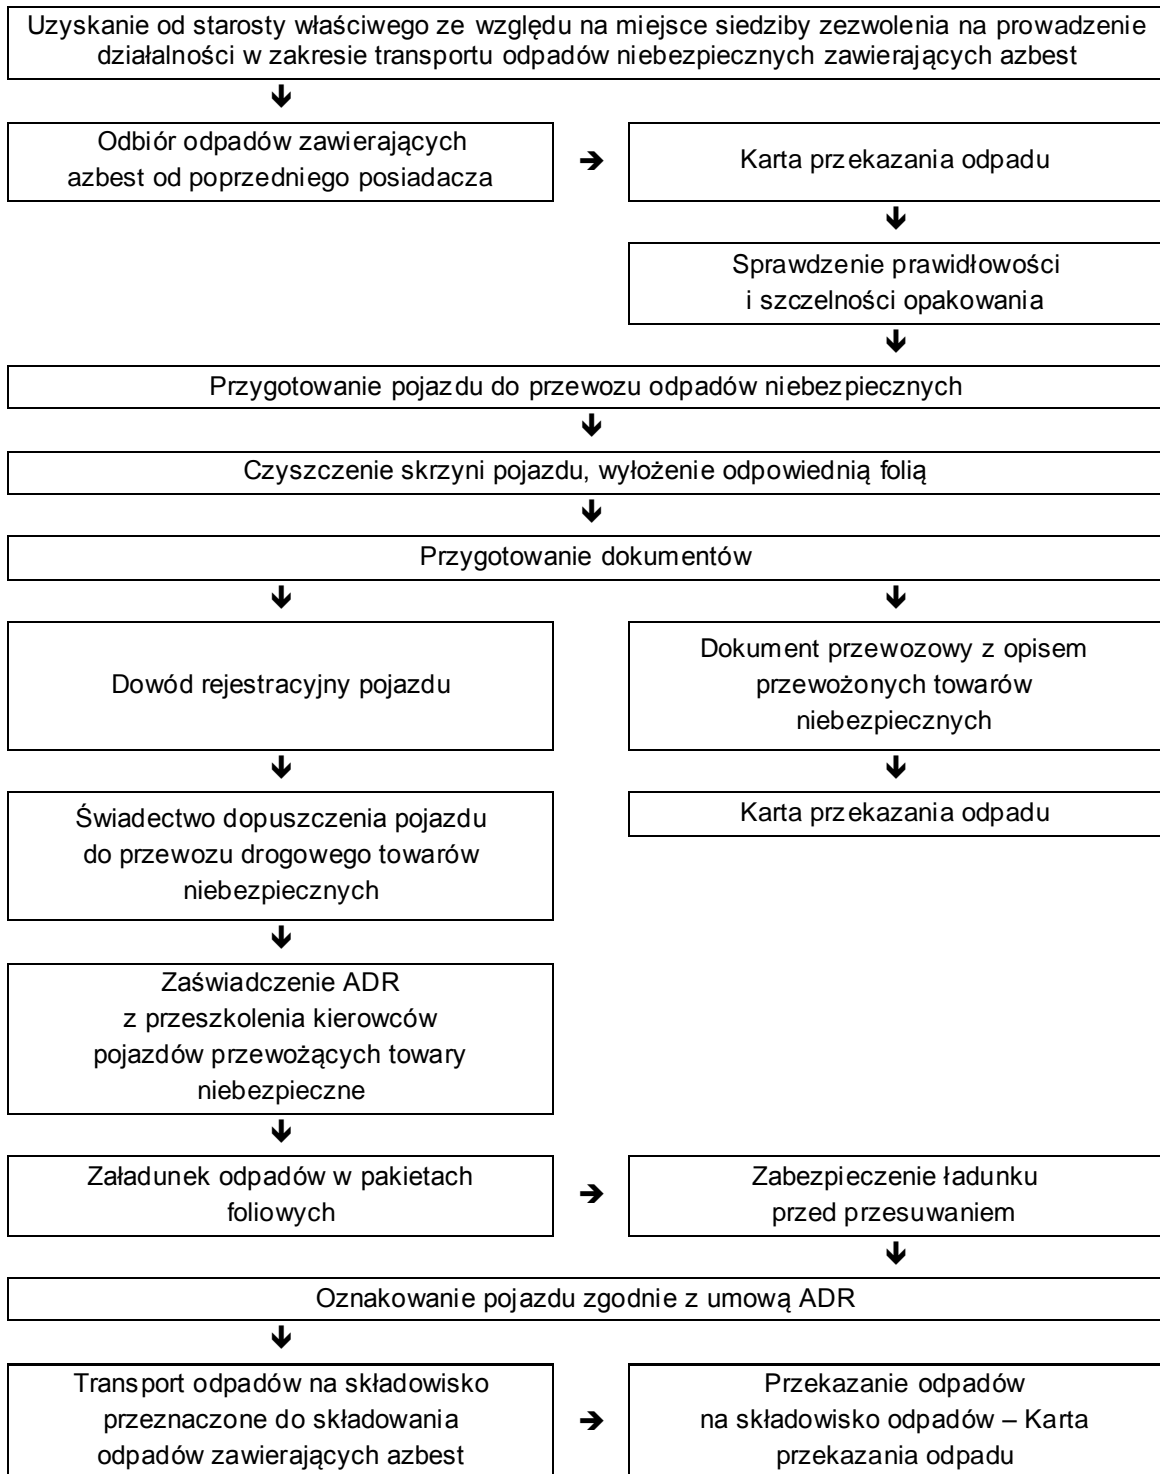 Uzyskanie od starosty właściwego ze względu na miejsce siedziby zezwolenia na prowadzenie
działalności w zakresie transportu odpadów niebezpiecznych zawierających azbest
Odbiór odpadów zawierających
azbest od poprzedniego posiadacza
Karta przekazania odpadu
Sprawdzenie prawidłowości
i szczelności opakowania
Przygotowanie pojazdu do przewozu odpadów niebezpiecznych
Czyszczenie skrzyni pojazdu, wyłożenie odpowiednią folią
Przygotowanie dokumentów
Dowód rejestracyjny pojazdu
Dokument przewozowy z opisem
przewożonych towarów
niebezpiecznych
Świadectwo dopuszczenia pojazdu
do przewozu drogowego towarów
niebezpiecznych
Karta przekazania odpadu
Zaświadczenie ADR
z przeszkolenia kierowców
pojazdów przewożących towary
niebezpieczne
Załadunek odpadów w pakietach
foliowych
Zabezpieczenie ładunku
przed przesuwaniem
Oznakowanie pojazdu zgodnie z umową ADR
Transport odpadów na składowisko
przeznaczone do składowania
odpadów zawierających azbest
Przekazanie odpadów
na składowisko odpadów – Karta
przekazania odpadu